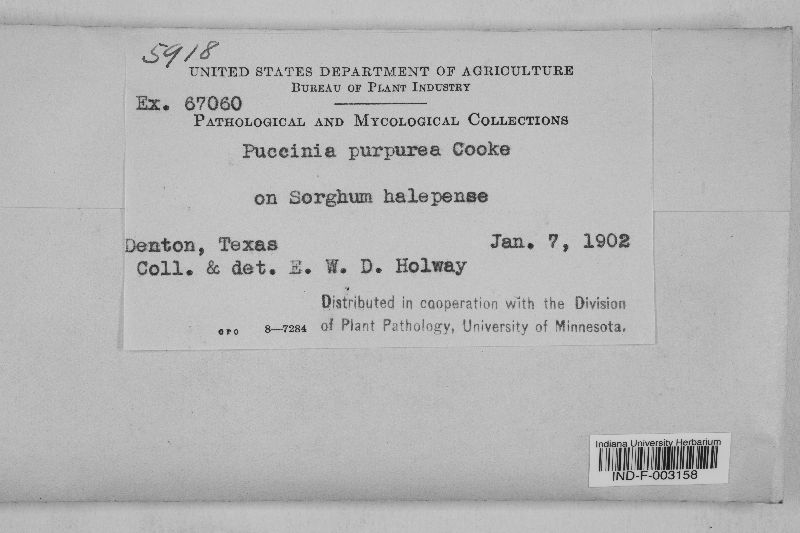 5918
UNITED STATES DEPARTMENT OF AGRICULTURE
BUREAU OF PLANT INDUSTRY
Ex. 67060
PATHOLOGICAL AND MYCOLOGICAL COLLECTIONS
Puccinia purpurea Cooke
on Sorghum halepense
Denton, Texas Jan. 7, 1902
Coll. & det. E. W. D. Holway
Distributed in cooperation with the Division
GPO 8—7284 of Plant Pathology, University of Minnesota.
Indiana University Herbarium
IND-F-003158